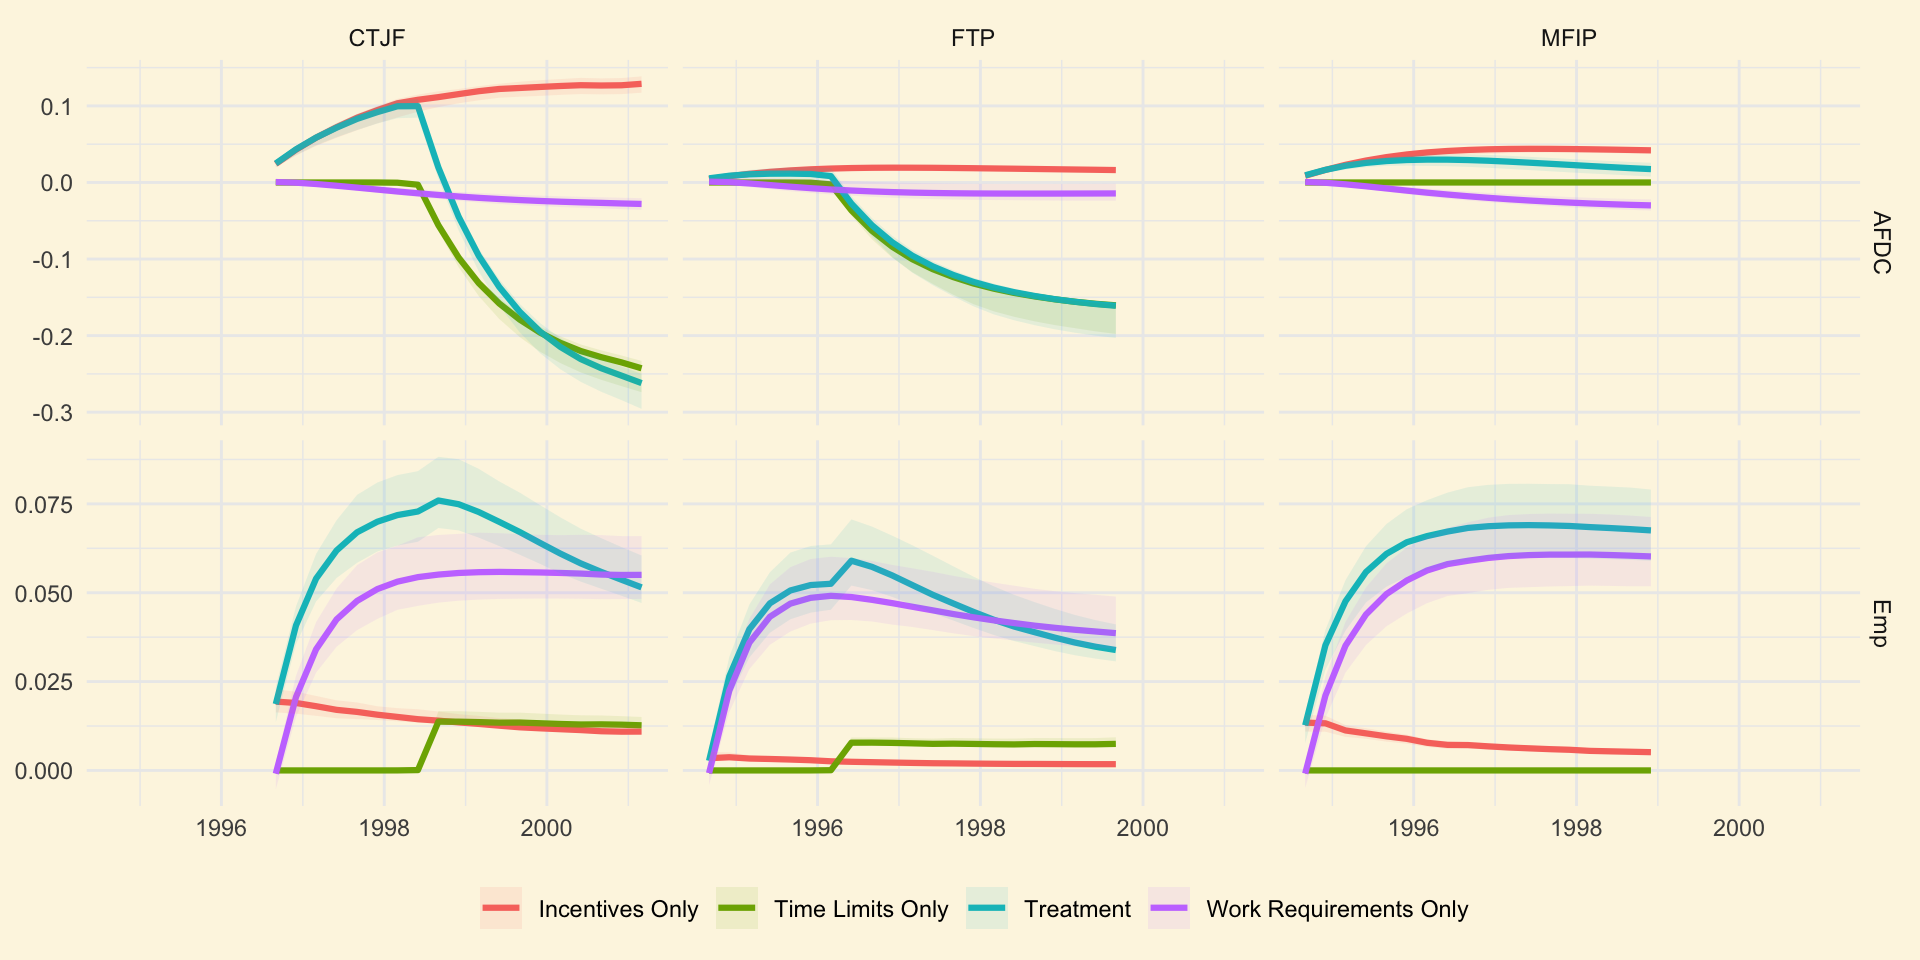 CTJF FTP MFIP
0.1
0.0
-0.1
-0.2
-0.3
AFDC
0.075
0.050
0.025
0.000
Emp
1996 1998 2000 1996 1998 2000 1996 1998 2000
Incentives Only Time Limits Only Treatment Work Requirements Only